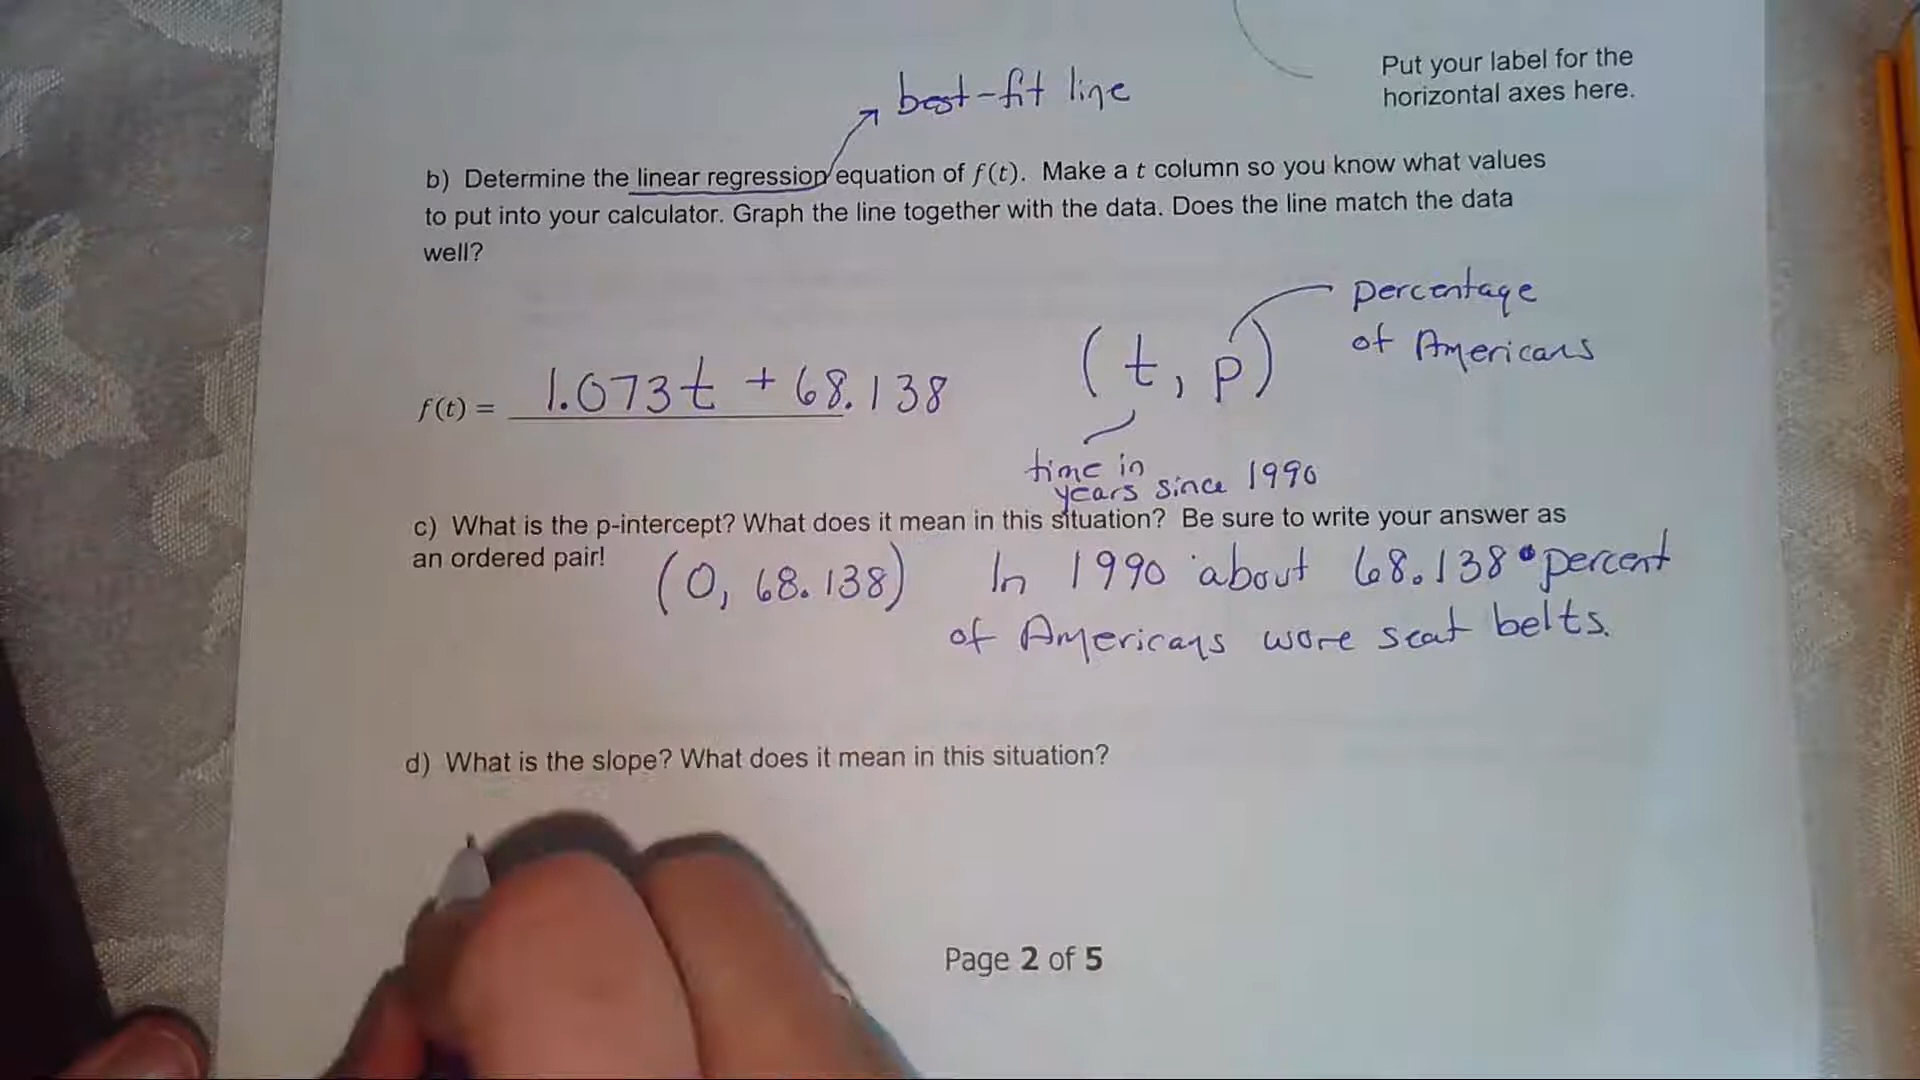 Put your label for the
horizontal axes here.
best-fit line
b) Determine the linear regression equation of f(t). Make a t column so you know what values
to put into your calculator. Graph the line together with the data. Does the line match the data
well?
percentage
of Americans
(t, p)
f(t) = 1.073t + 68.138
time in
years since 1990
c) What is the p-intercept? What does it mean in this situation? Be sure to write your answer as
an ordered pair!
(0, 68.138) In 1990 about 68.138 percent
of Americans wore seat belts.
d) What is the slope? What does it mean in this situation?
Page 2 of 5